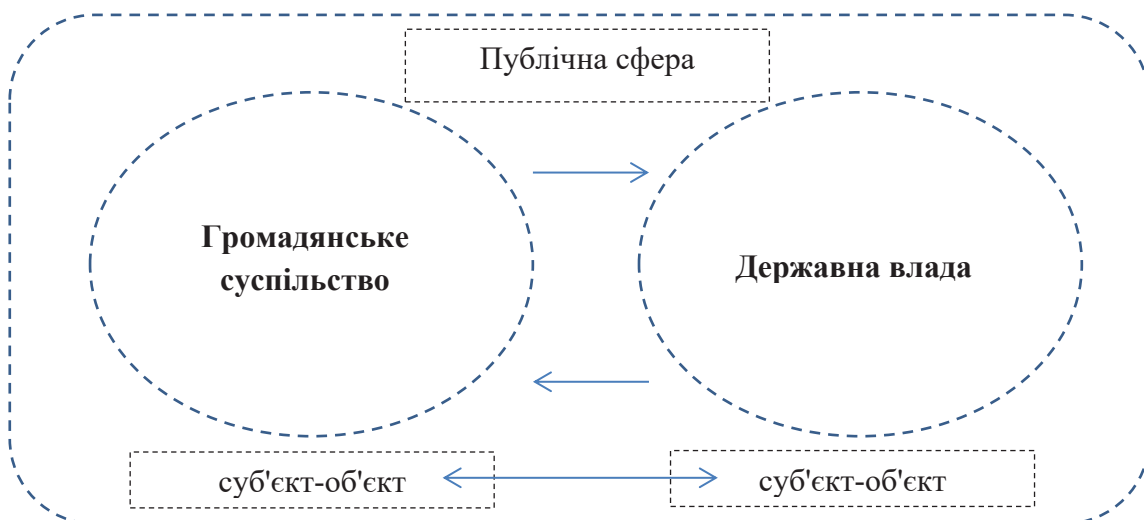 Публічна сфера
Громадянське
суспільство
Державна влада
суб'єкт-об'єкт
суб'єкт-об'єкт